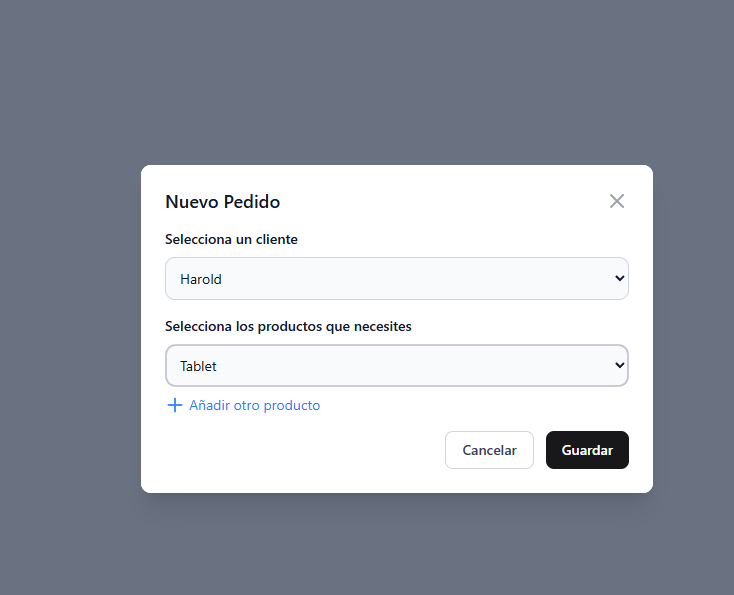 Nuevo Pedido
Selecciona un cliente
Harold
Selecciona los productos que necesites
Tablet
Añadir otro producto
Cancelar Guardar